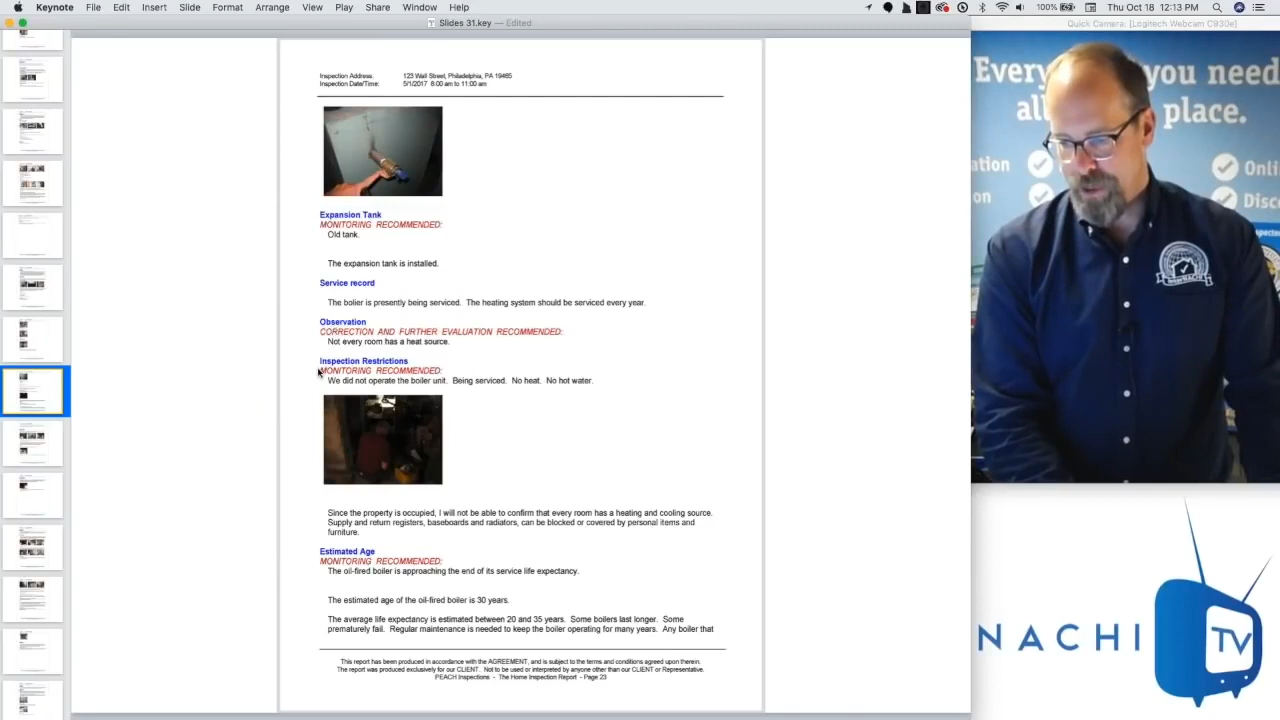 Keynote File Edit Insert Slide Format Arrange View Play Share Window Help
100% Thu Oct 18 12:13 PM
Slides 31.key — Edited
Quick Camera: [Logitech Webcam C930e]
Inspection Address: 123 Wall Street, Philadelphia, PA 19465
Inspection Date/Time: 5/1/2017 8:00 am to 11:00 am
Expansion Tank
MONITORING RECOMMENDED:
Old tank.
The expansion tank is installed.
Service record
The bolier is presently being serviced. The heating system should be serviced every year.
Observation
CORRECTION AND FURTHER EVALUATION RECOMMENDED:
Not every room has a heat source.
Inspection Restrictions
MONITORING RECOMMENDED:
We did not operate the boiler unit. Being serviced. No heat. No hot water.
Since the property is occupied, I will not be able to confirm that every room has a heating and cooling source.
Supply and return registers, baseboards and radiators, can be blocked or covered by personal items and
furniture.
Estimated Age
MONITORING RECOMMENDED:
The oil-fired boiler is approaching the end of its service life expectancy.
The estimated age of the oil-fired boiler is 30 years.
The average life expectancy is estimated between 20 and 35 years. Some boilers last longer. Some
prematurely fail. Regular maintenance is needed to keep the boiler operating for many years. Any boiler that
This report has been produced in accordance with the AGREEMENT, and is subject to the terms and conditions agreed upon therein.
The report was produced exclusively for our CLIENT. Not to be used or interpreted by anyone other than our CLIENT or Representative.
PEACH Inspections - The Home Inspection Report - Page 23
Every you need
all place.
Onli
Disc
InterNACHI
NACHI
TV